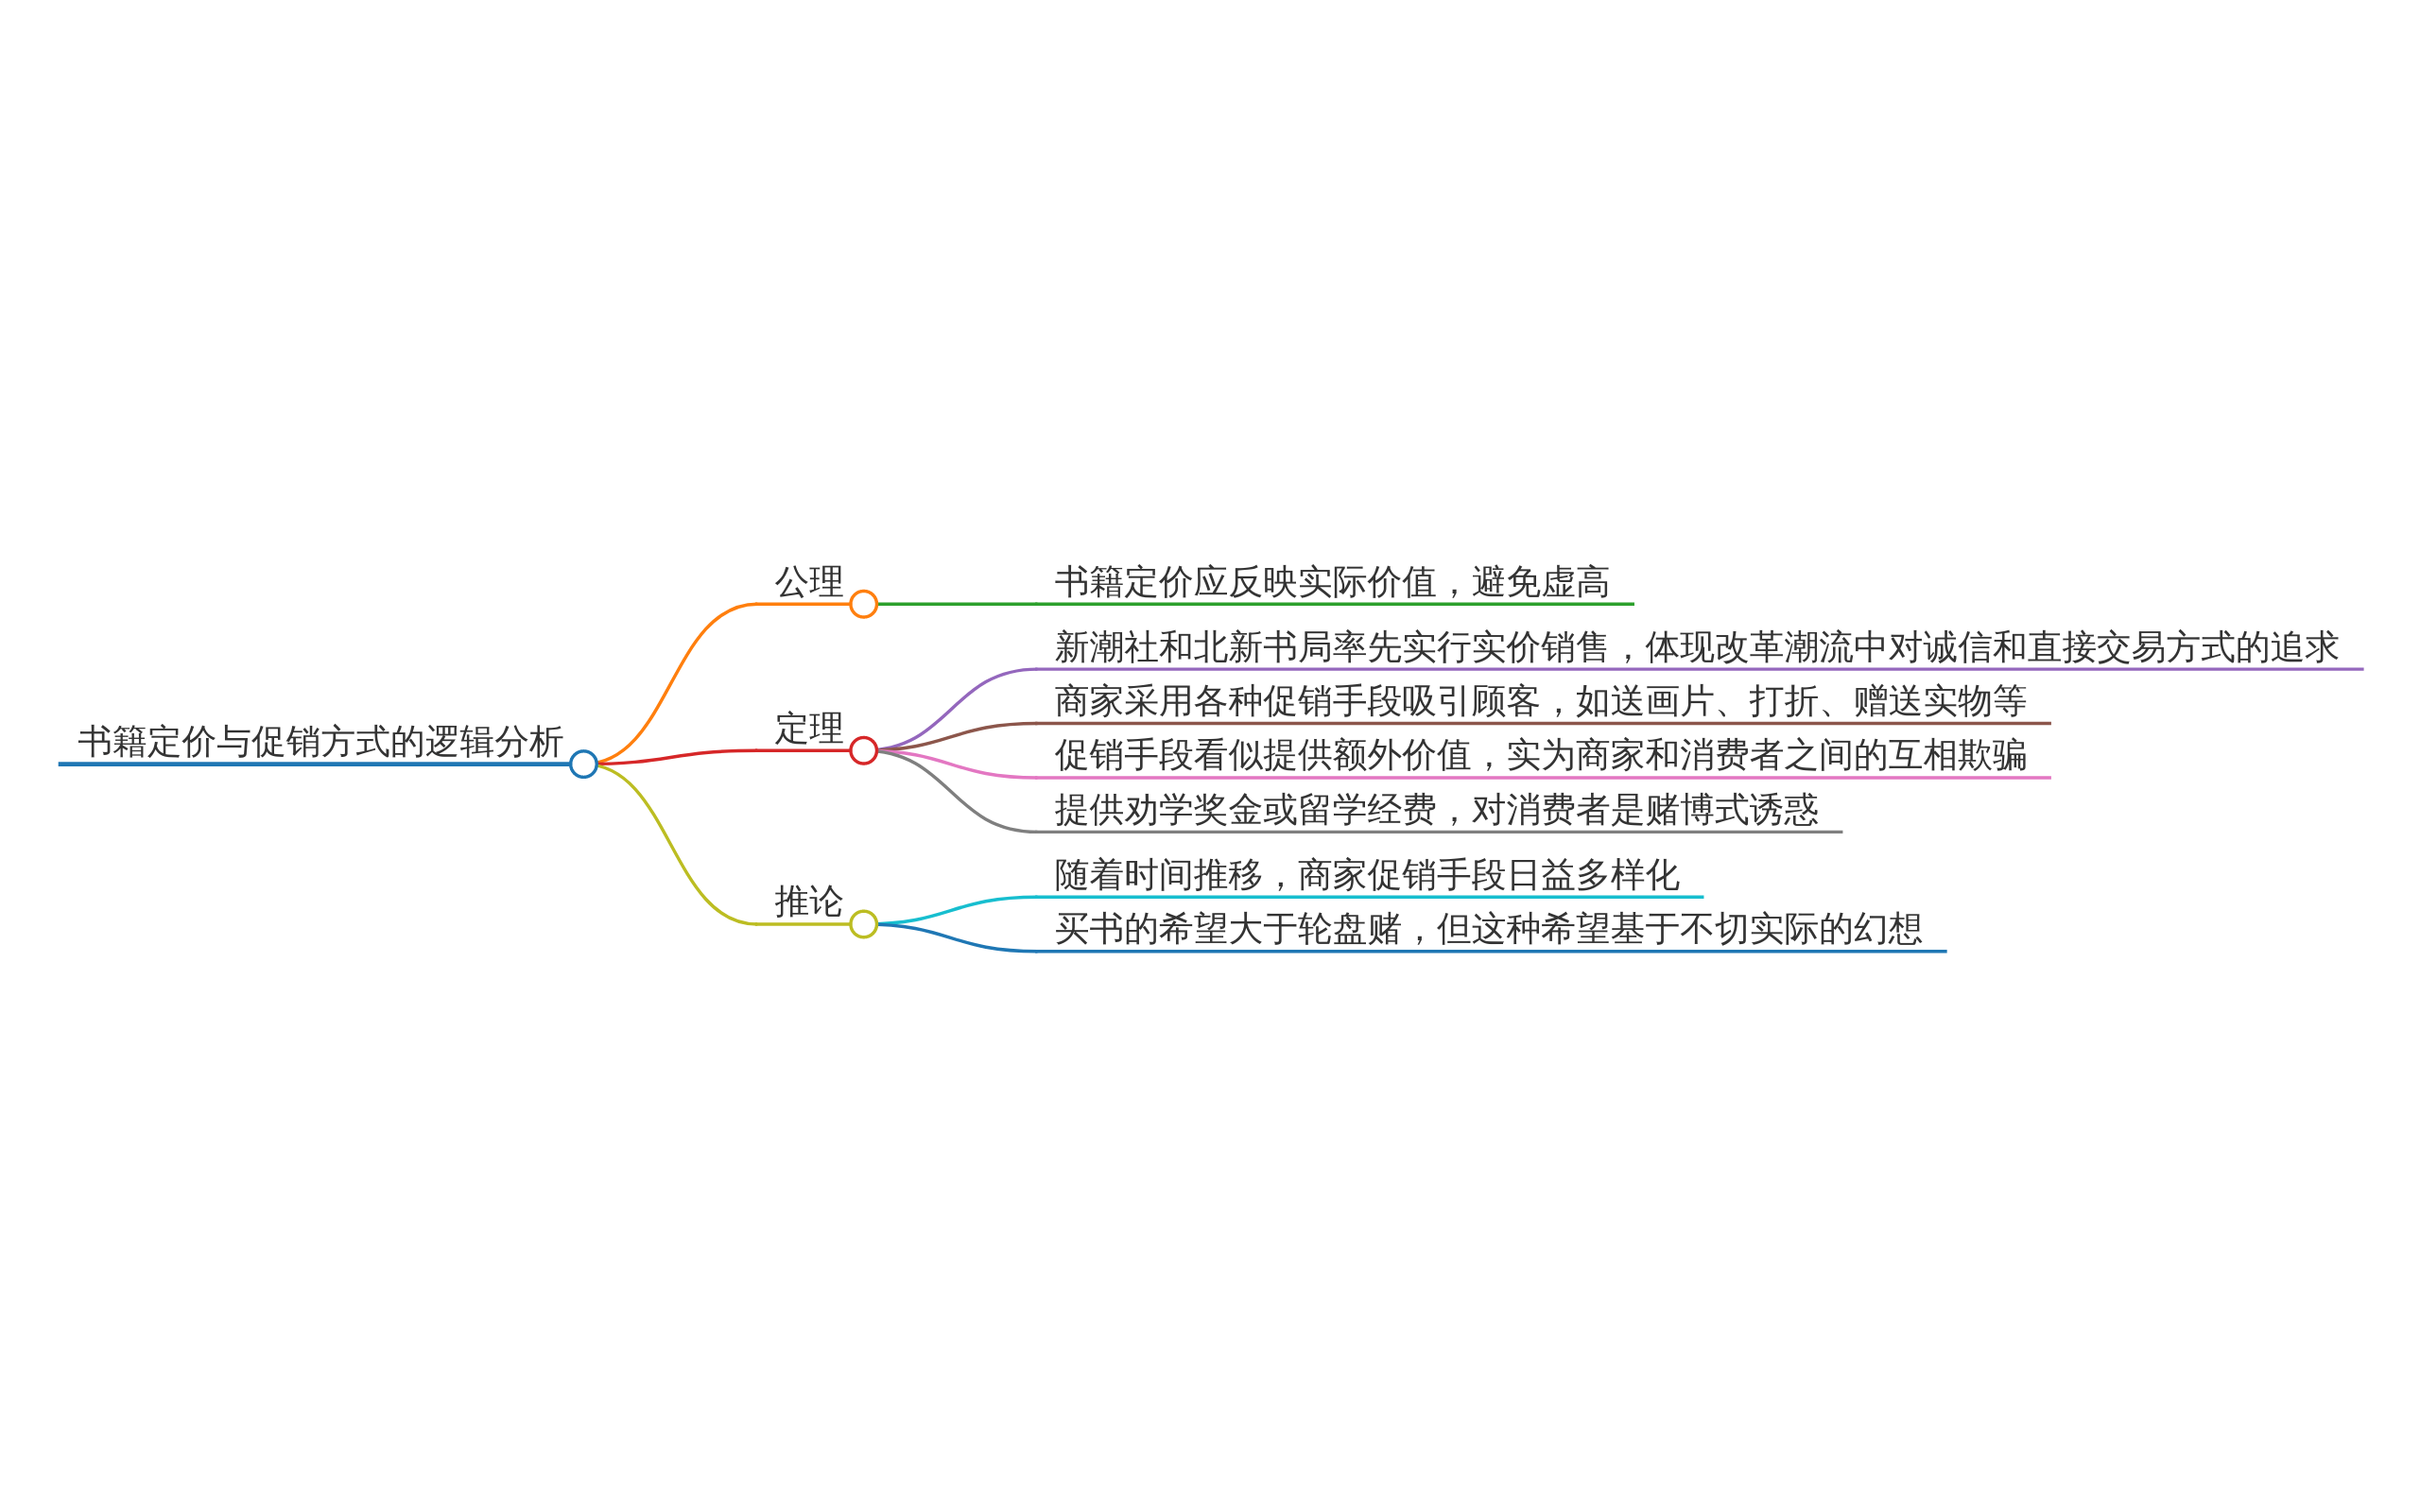 书籍定价与促销方式的逻辑分析
公理
书籍定价应反映实际价值，避免虚高
定理
新潮社和北新书局率先实行实价销售，体现改革潮流中对诚信和直接交易方式的追求
商家采用各种促销手段吸引顾客，如送画片、打折、赠送实物等
促销手段看似提供额外价值，实为商家和消费者之间的互相欺骗
提供劝学奖金或留学经费，对消费者是赌博式诱惑
推论
随着时间推移，商家促销手段日益多样化
买书的希望大于轮盘赌，但这种希望基于不切实际的幻想